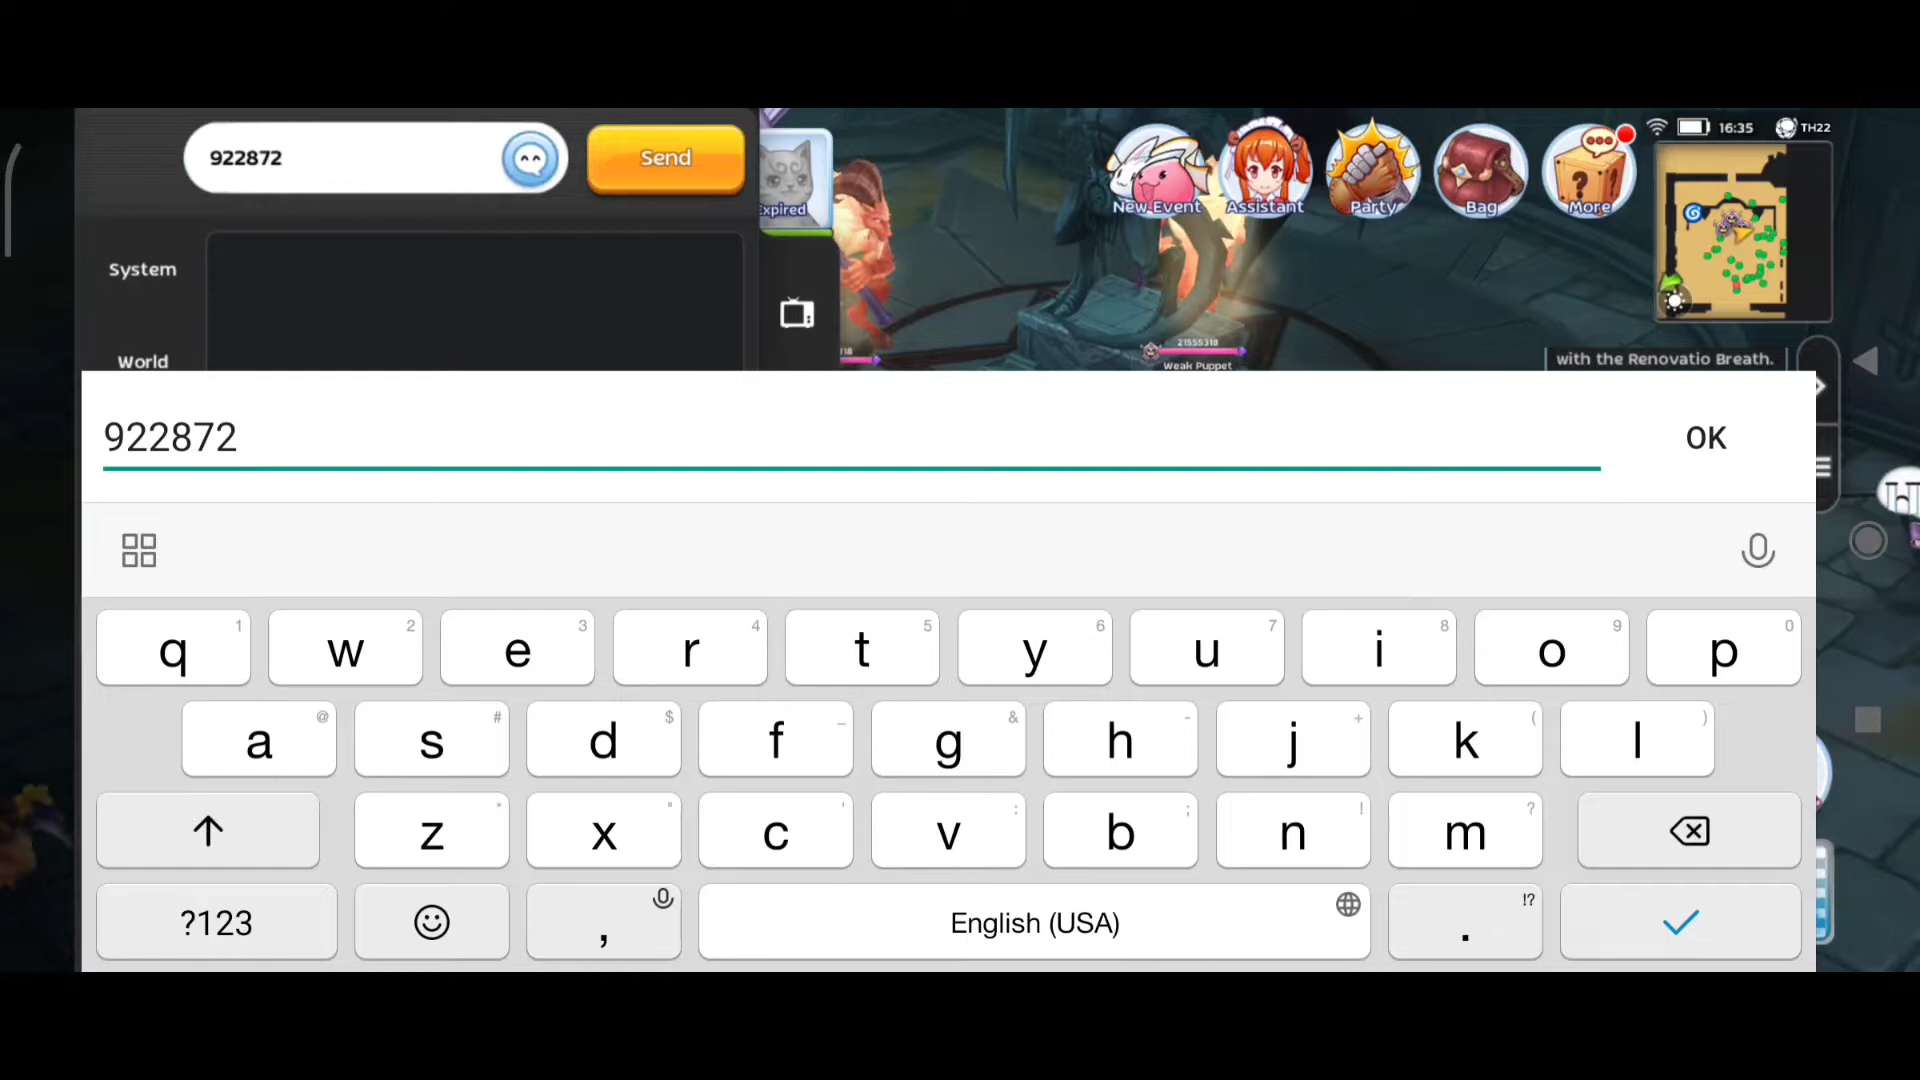 922872
Send
16:35
TH22
Expired
New Event
Assistant
Party
Bag
More
System
World
318
21555318
Weak Puppet
with the Renovatio Breath.
922872
OK
q 1 w 2 e 3 r 4 t 5 y 6 u 7 i 8 o 9 p 0
a @ s # d $ f _ g & h - j + k ( l )
z * x " c ' v : b ; n ! m ?
?123 , English (USA) . !?